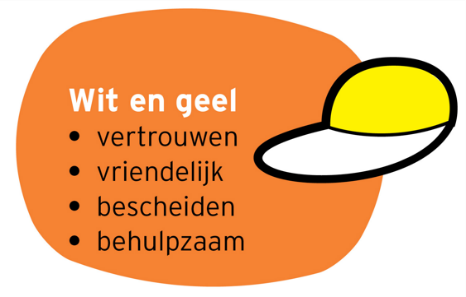 Wit en geel
• vertrouwen
• vriendelijk
• bescheiden
• behulpzaam